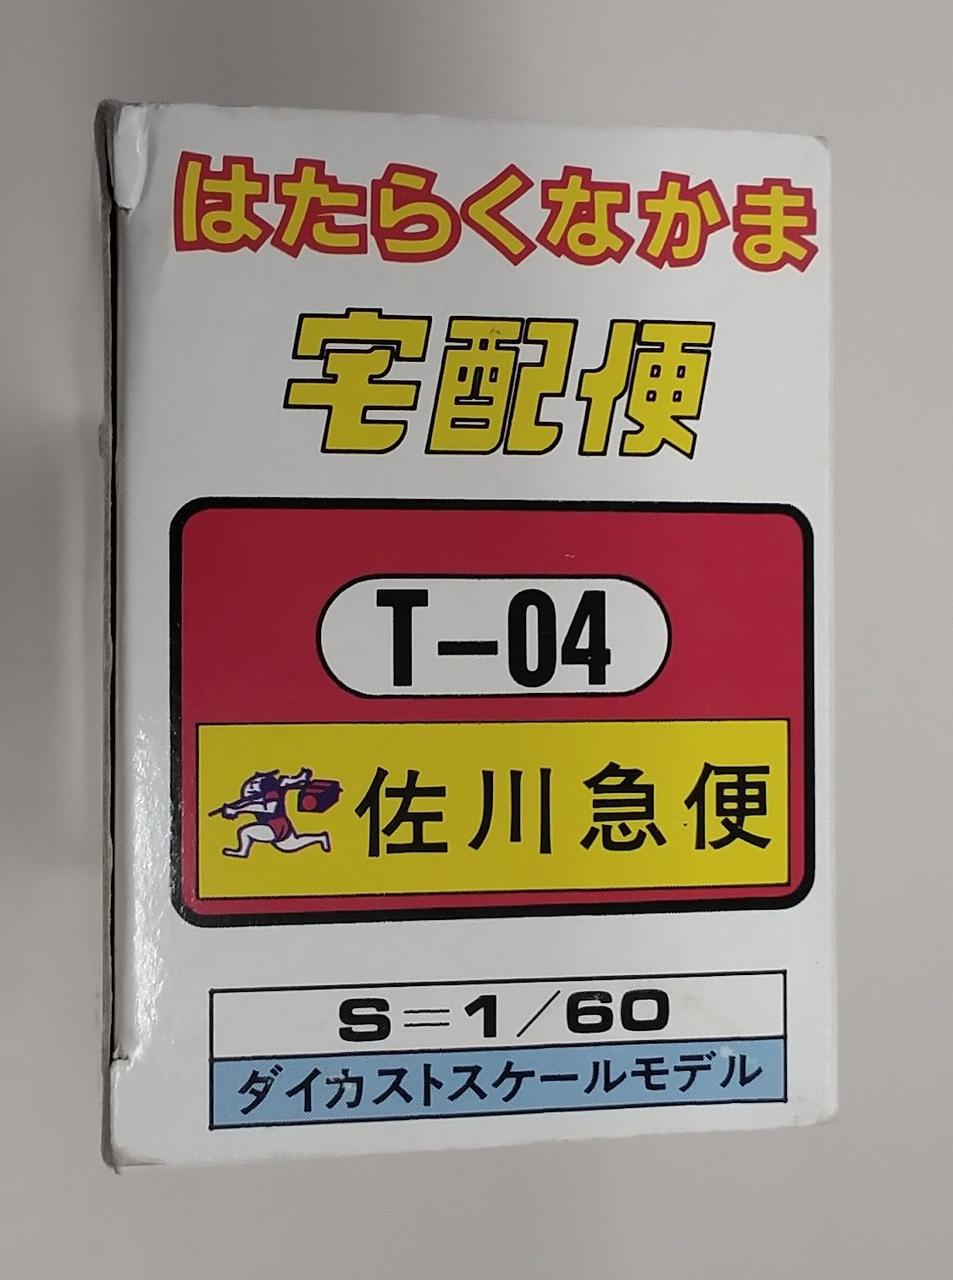 はたらくなかま
宅配便
T-04
佐川急便
S=1/60
ダイカストスケールモデル